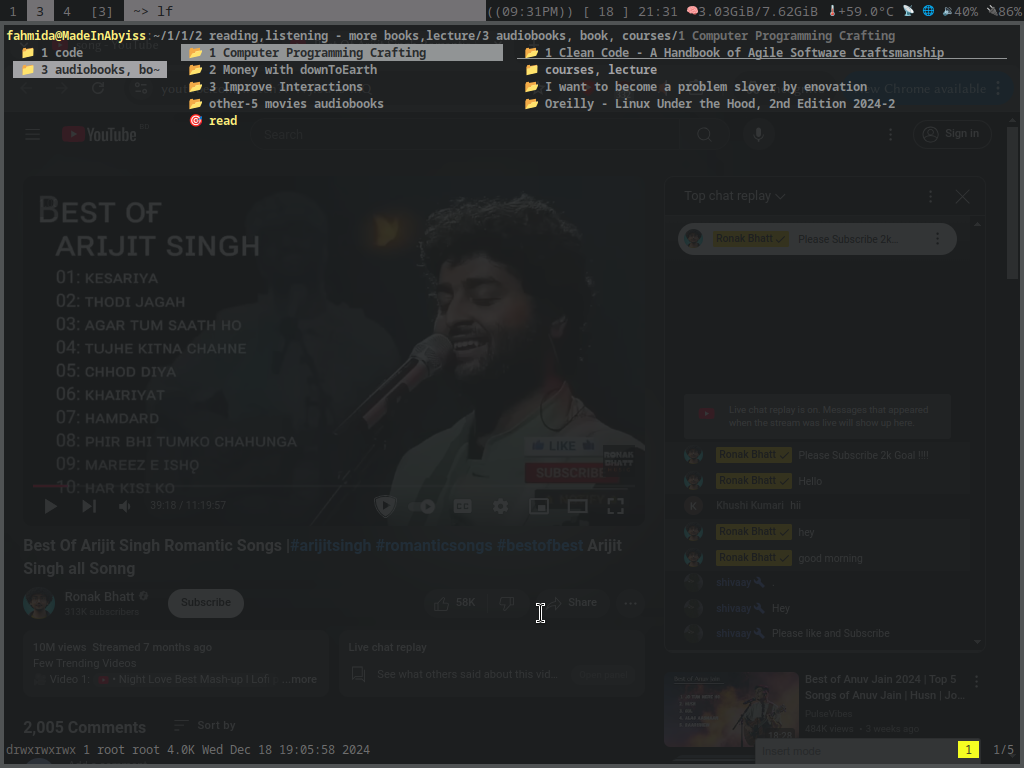 1 3 4 [3] ~> lf ((09:31PM)) [ 18 ] 21:31 🧠3.03GiB/7.62GiB 🌡+59.0°C 📡 🌐 🔉40% 🔌86%
fahmida@MadeInAbyiss:~/1/1/2 reading,listening - more books,lecture/3 audiobooks, book, courses/1 Computer Programming Crafting
📂 1 code 📂 1 Computer Programming Crafting 📂 1 Clean Code - A Handbook of Agile Software Craftsmanship
📁 3 audiobooks, bo~ 📂 2 Money with downToEarth 📁 courses, lecture
📂 3 Improve Interactions 📂 I want to become a problem slover by enovation
📂 other-5 movies audiobooks 📂 Oreilly - Linux Under the Hood, 2nd Edition 2024-2
🎯 read
new Chrome available
YouTube
Search
Sign in
BEST OF
ARIJIT SINGH
01: KESARIYA
02: THODI JAGAH
03: AGAR TUM SAATH HO
04: TUJHE KITNA CHAHNE
05: CHHOD DIYA
06: KHAIRIYAT
07: HAMDARD
08: PHIR BHI TUMKO CHAHUNGA
09: MAREEZ E ISHQ
10: HAR KISI KO
LIKE
SUBSCRIBE
RONAK
BHATT
39:18 / 11:19:57
Top chat replay
Ronak Bhatt Please Subscribe 2k...
Live chat replay is on. Messages that appeared
when the stream was live will show up here.
Ronak Bhatt Please Subscribe 2k Goal !!!!
Ronak Bhatt Hello
K Khushi Kumari hii
Ronak Bhatt hey
Ronak Bhatt good morning
shivaay .
shivaay Hey
shivaay Please like and Subscribe
Best Of Arijit Singh Romantic Songs |#arijitsingh #romanticsongs #bestofbest Arijit
Singh all Sonng
Ronak Bhatt
313K subscribers
Subscribe
58K
Share
10M views Streamed 7 months ago
Few Trending Videos
Video 1: • Night Love Best Mash-up | Lofi ...more
Live chat replay
See what others said about this vid...
2,005 Comments
Sort by
Best of Anuv Jain 2024 | Top 5
Songs of Anuv Jain | Husn | Jo...
PulseVibes
884K views • 3 weeks ago
19:28
Insert mode
drwxrwxrwx 1 root root 4.0K Wed Dec 18 19:05:58 2024 1 1/5